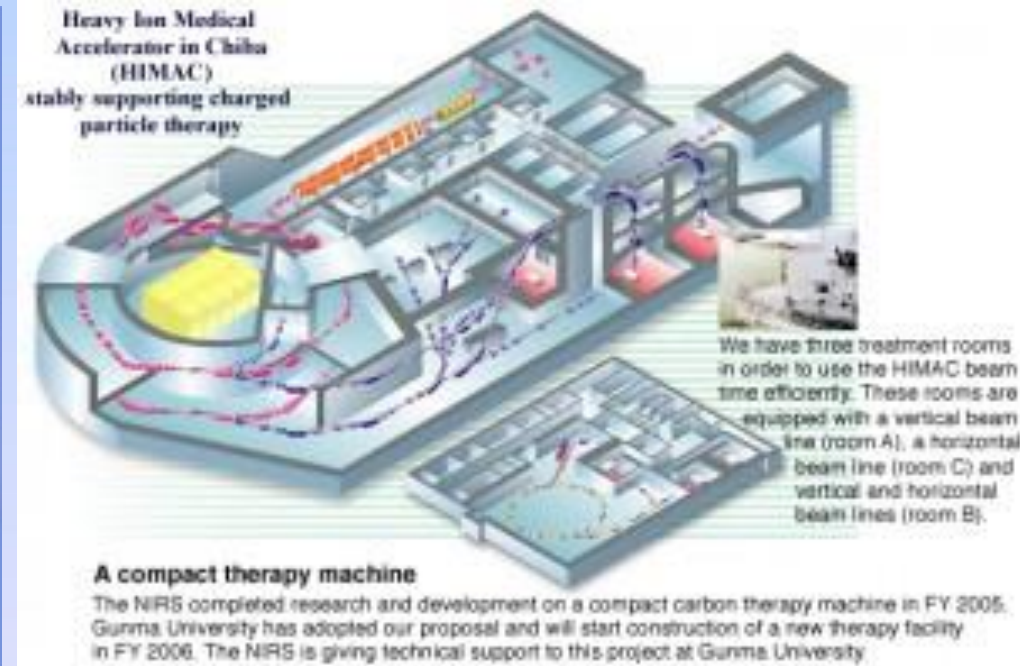 Heavy Ion Medical
Accelerator in Chiba
(HIMAC)
stably supporting charged
particle therapy
We have three treatment rooms
in order to use the HIMAC beam
time efficiently. These rooms are
equipped with a vertical beam
line (room A), a horizontal
beam line (room C) and
vertical and horizontal
beam lines (room B).
A compact therapy machine
The NIRS completed research and development on a compact carbon therapy machine in FY 2005.
Gunma University has adopted our proposal and will start construction of a new therapy facility
in FY 2006. The NIRS is giving technical support to this project at Gunma University